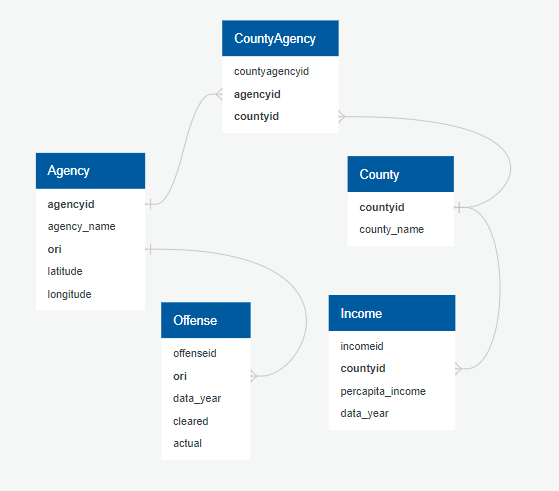 CountyAgency
countyagencyid
agencyid
countyid
Agency
agencyid
agency_name
ori
latitude
longitude
County
countyid
county_name
Offense
offenseid
ori
data_year
cleared
actual
Income
incomeid
countyid
percapita_income
data_year